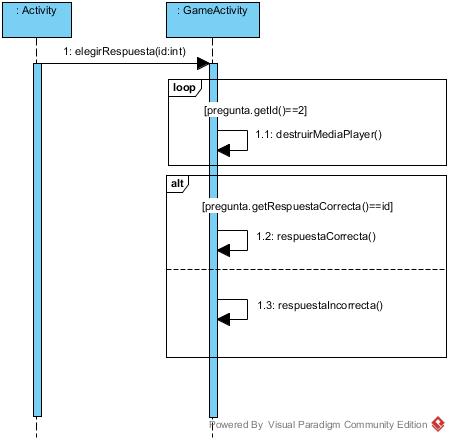 : Activity
: GameActivity
1: elegirRespuesta(id:int)
loop
[pregunta.getId()==2]
1.1: destruirMediaPlayer()
alt
[pregunta.getRespuestaCorrecta()==id]
1.2: respuestaCorrecta()
1.3: respuestaIncorrecta()
Powered By Visual Paradigm Community Edition